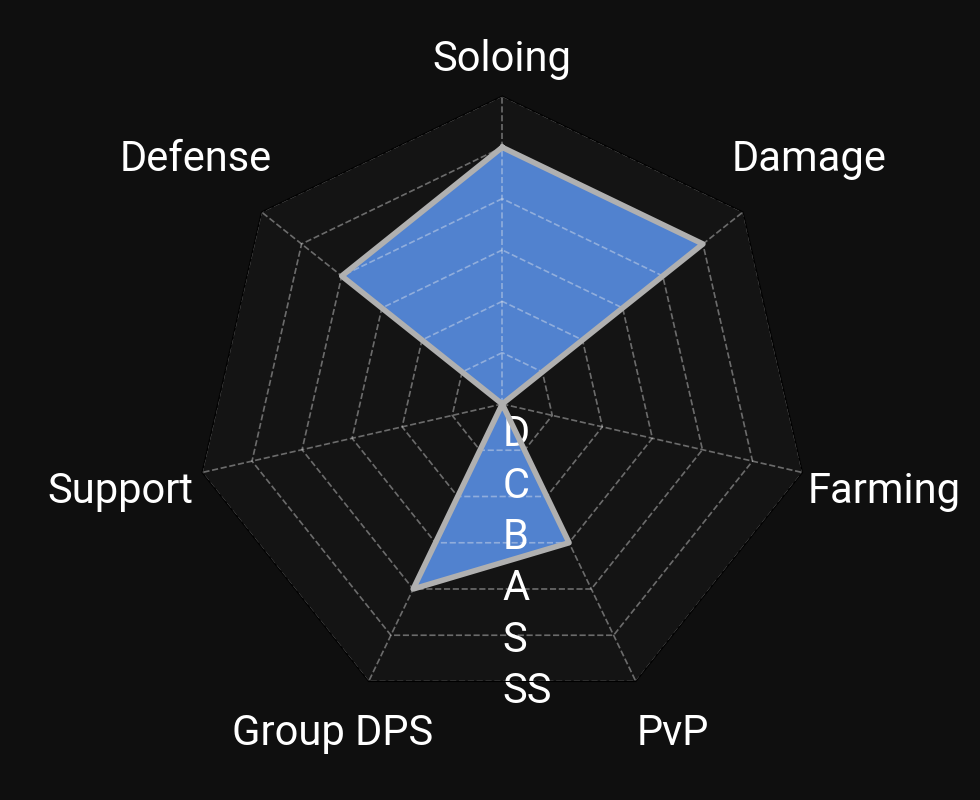 Soloing
Defense
Damage
D
C
Support
Farming
B
A
S
SS
Group DPS
PvP